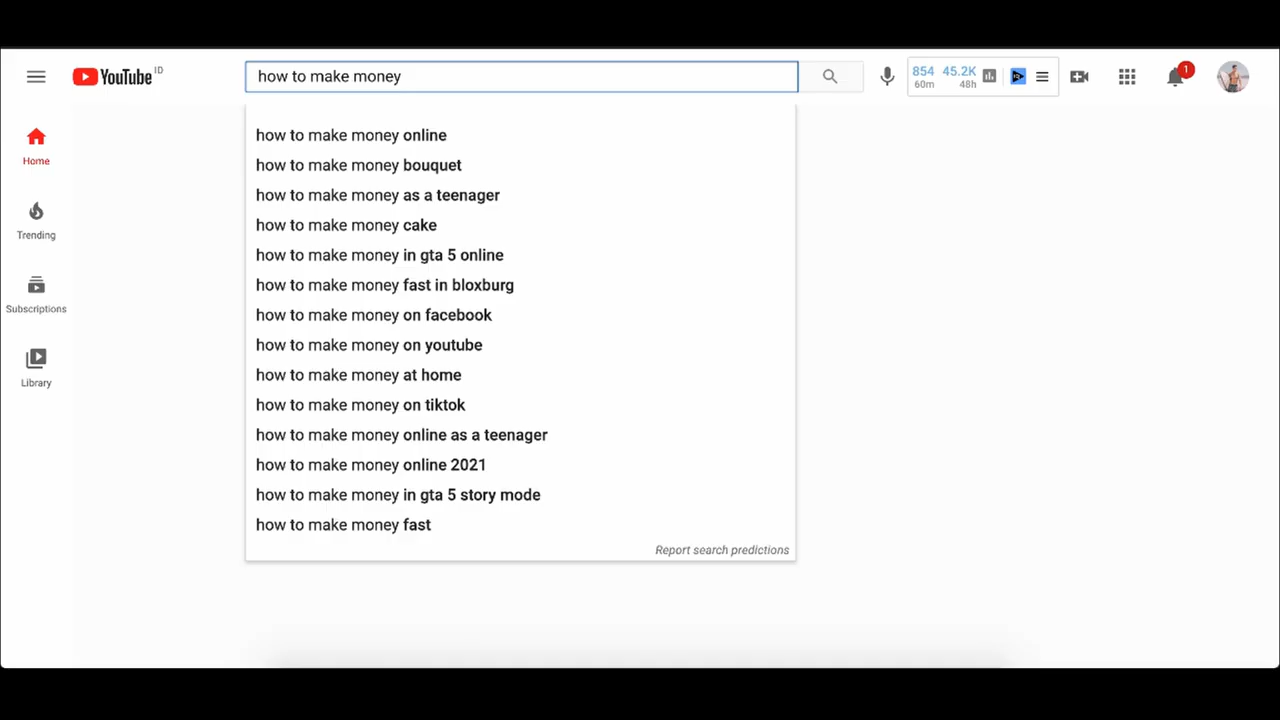 YouTube ID
how to make money
854 45.2K
60m 48h
1
how to make money online
how to make money bouquet
how to make money as a teenager
how to make money cake
how to make money in gta 5 online
how to make money fast in bloxburg
how to make money on facebook
how to make money on youtube
how to make money at home
how to make money on tiktok
how to make money online as a teenager
how to make money online 2021
how to make money in gta 5 story mode
how to make money fast
Report search predictions
Home
Trending
Subscriptions
Library